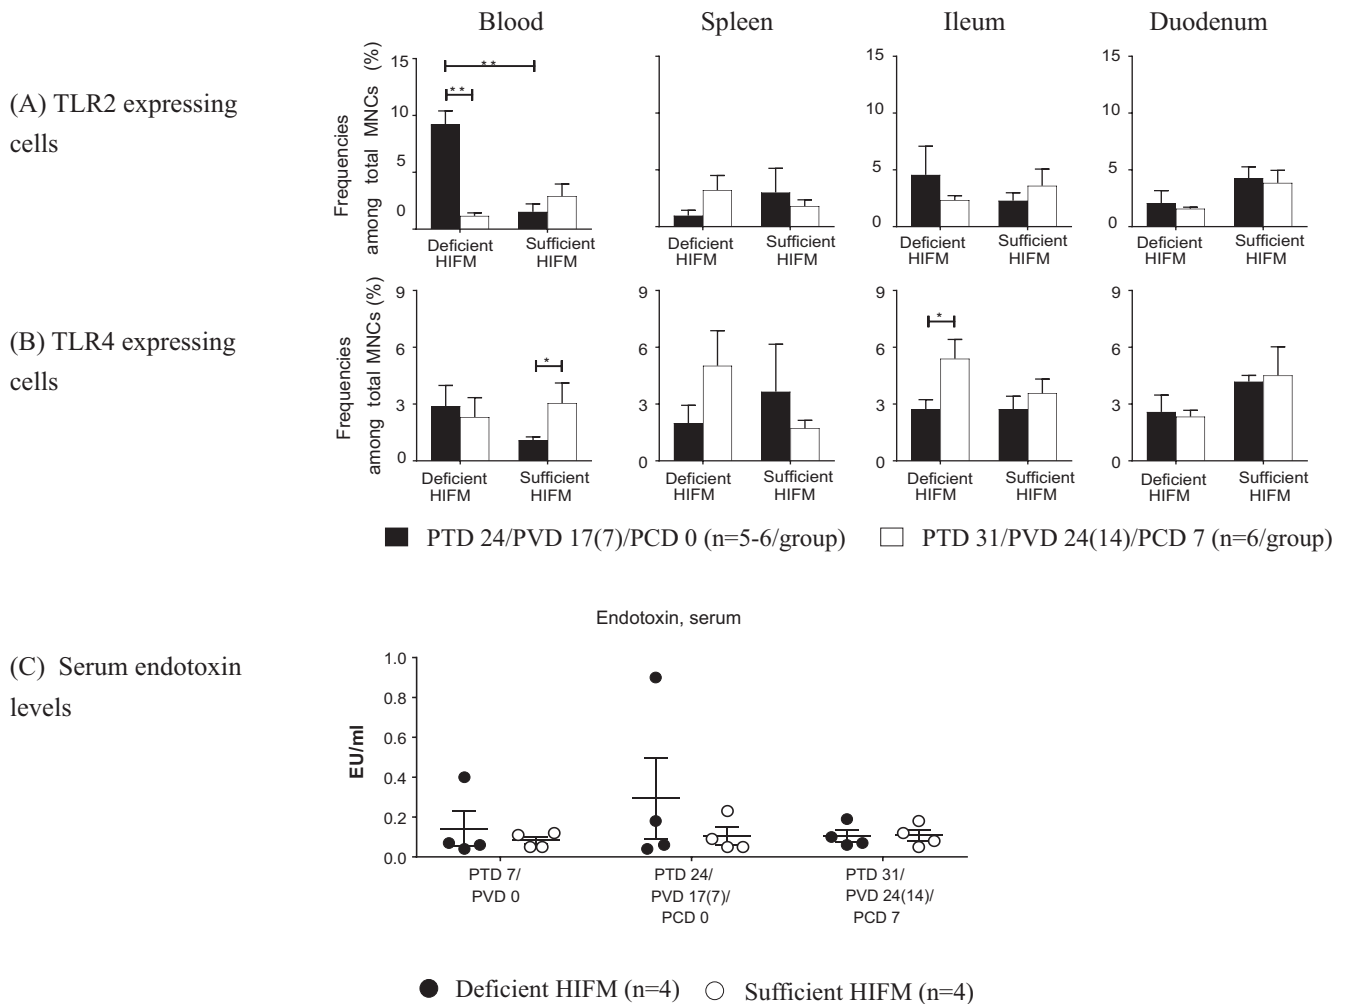 Blood Spleen Ileum Duodenum
(A) TLR2 expressing
cells
Frequencies
among total MNCs (%)
15
10
5
0
* *
* *
Deficient
HIFM
Sufficient
HIFM
Deficient
HIFM
Sufficient
HIFM
15
10
5
0
Deficient
HIFM
Sufficient
HIFM
15
10
5
0
Deficient
HIFM
Sufficient
HIFM
(B) TLR4 expressing
cells
Frequencies
among total MNCs (%)
9
6
3
0
*
Deficient
HIFM
Sufficient
HIFM
9
6
3
0
Deficient
HIFM
Sufficient
HIFM
9
6
3
0
*
Deficient
HIFM
Sufficient
HIFM
9
6
3
0
Deficient
HIFM
Sufficient
HIFM
PTD 24/PVD 17(7)/PCD 0 (n=5-6/group) PTD 31/PVD 24(14)/PCD 7 (n=6/group)
Endotoxin, serum
(C) Serum endotoxin
levels
EU/ml
1.0
0.8
0.6
0.4
0.2
0.0
PTD 7/
PVD 0
PTD 24/
PVD 17(7)/
PCD 0
PTD 31/
PVD 24(14)/
PCD 7
Deficient HIFM (n=4) Sufficient HIFM (n=4)